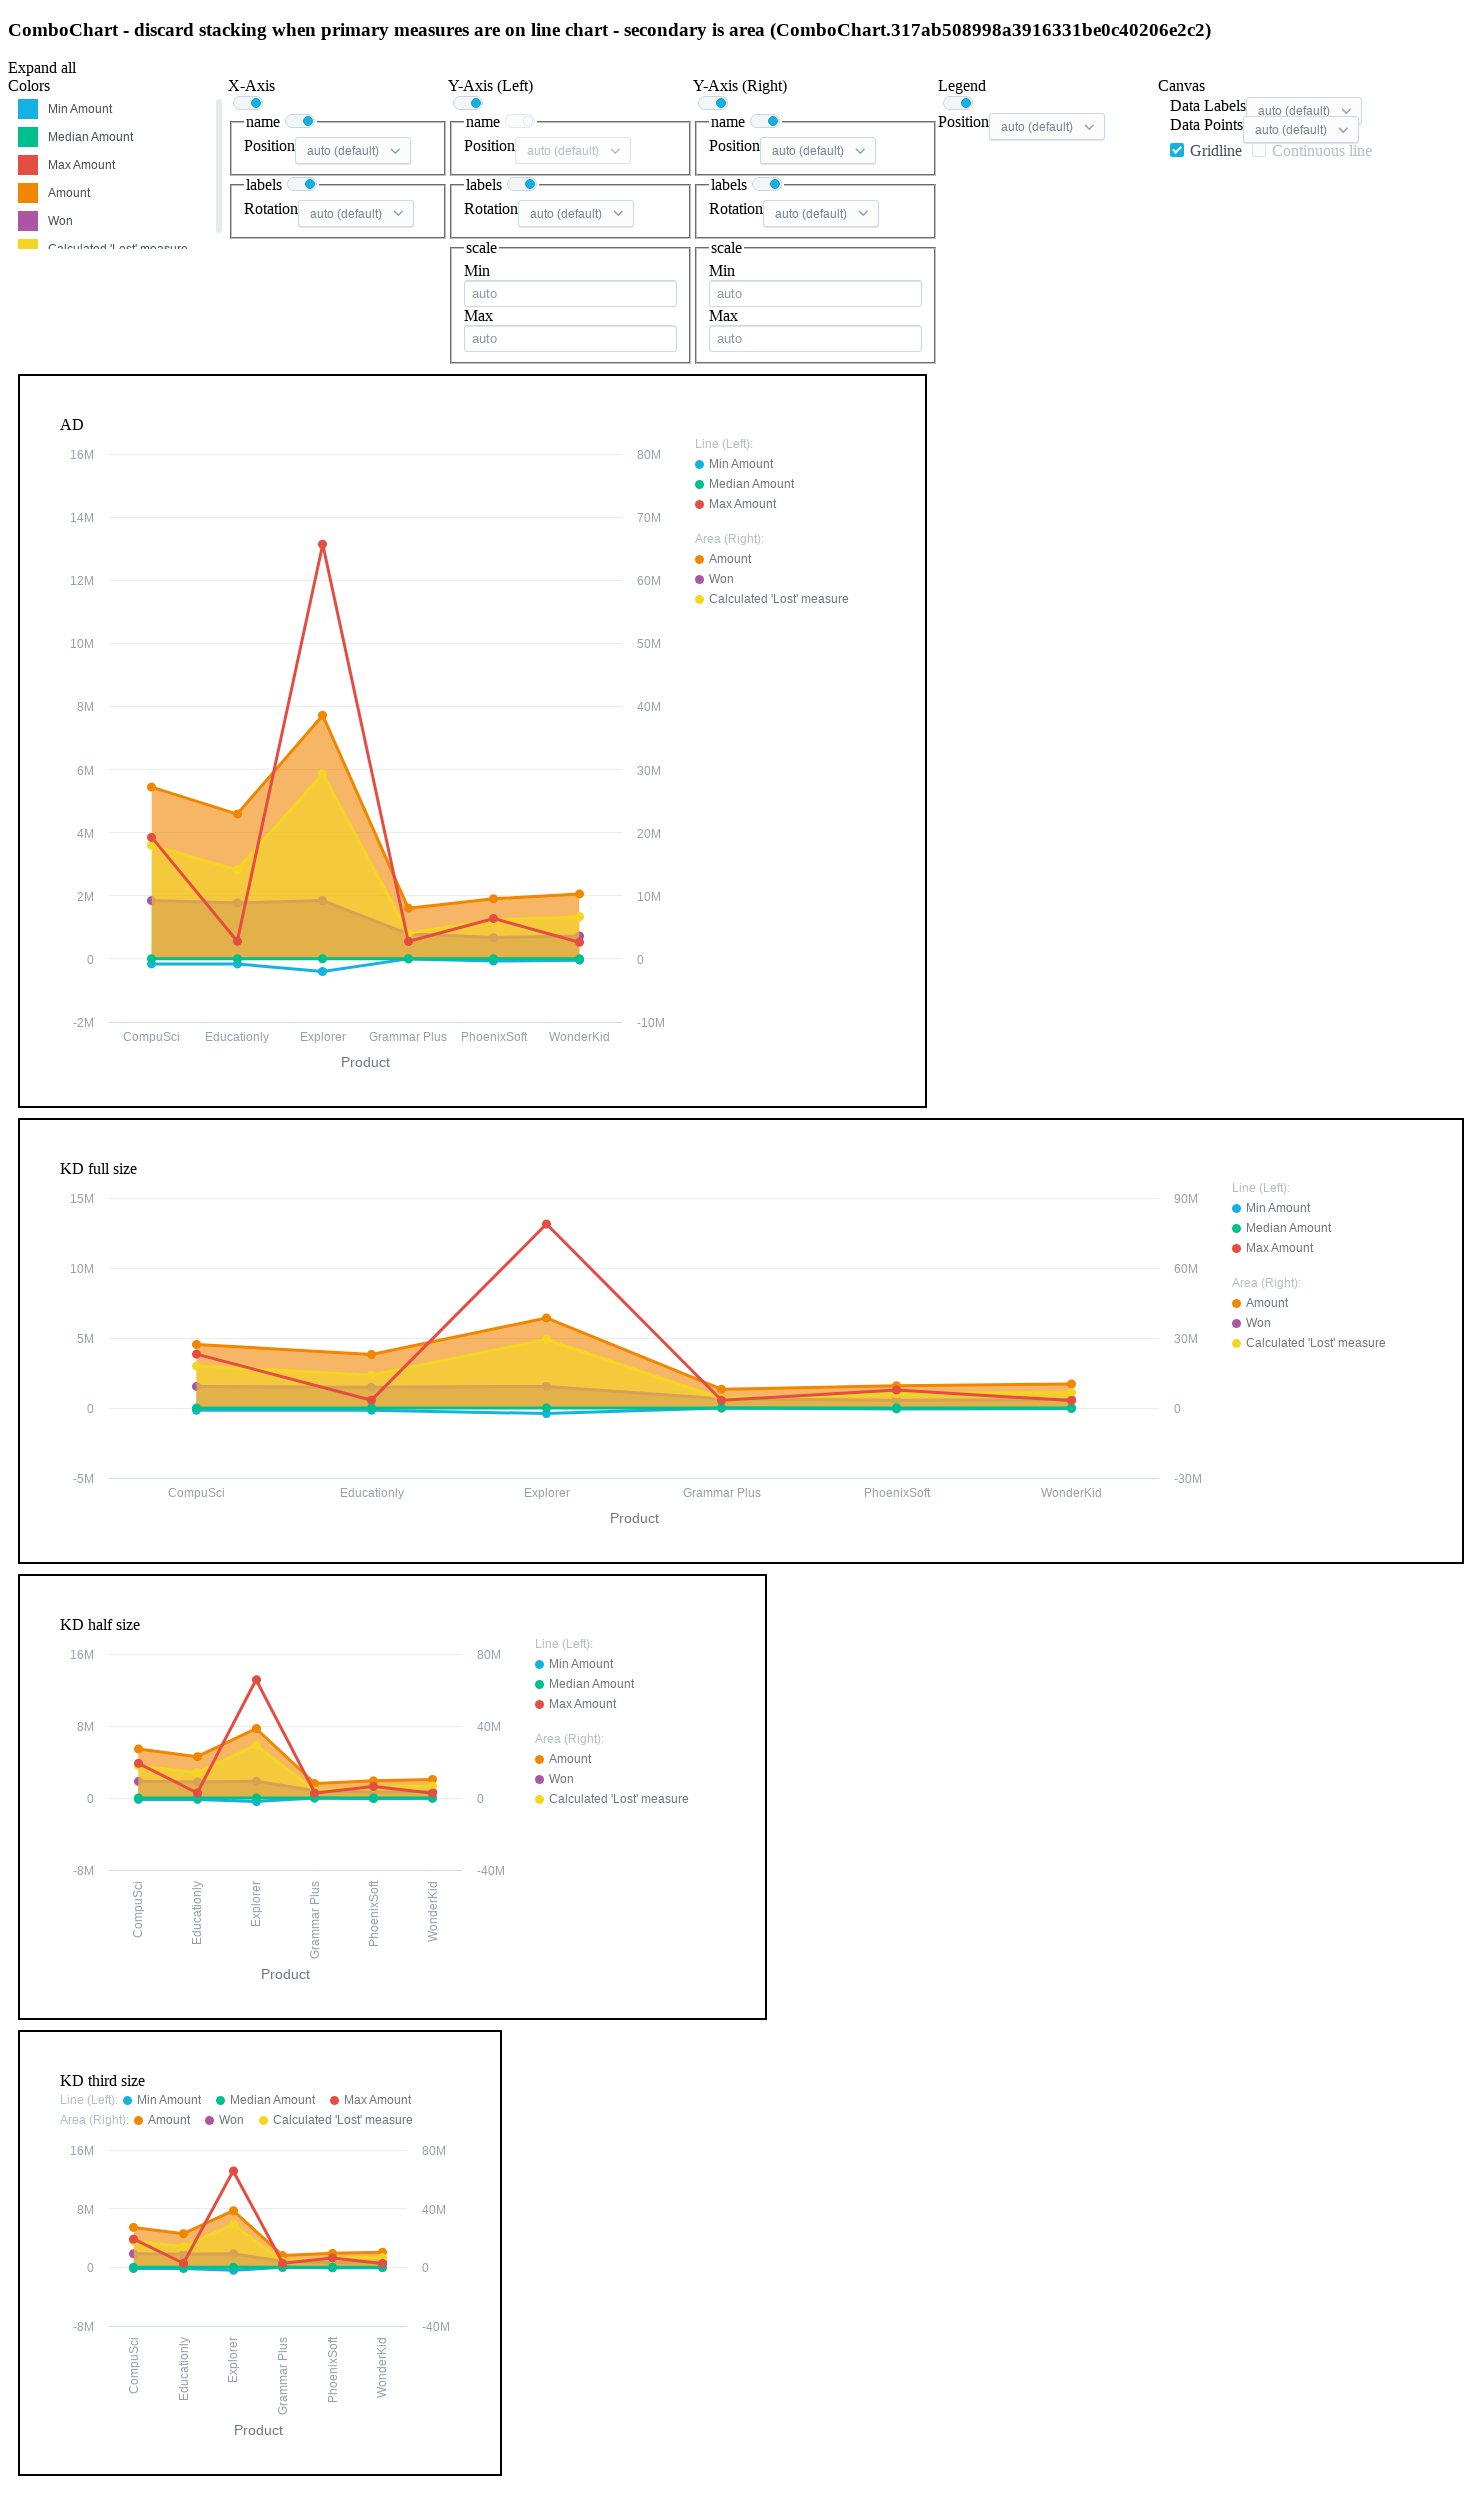 ComboChart - discard stacking when primary measures are on line chart - secondary is area (ComboChart.317ab508998a3916331be0c40206e2c2)
Expand all
Colors
Min Amount
Median Amount
Max Amount
Amount
Won
Calculated 'Lost' measure
X-Axis
name
Position auto (default)
labels
Rotation auto (default)
Y-Axis (Left)
name
Position auto (default)
labels
Rotation auto (default)
scale
Min
auto
Max
auto
Y-Axis (Right)
name
Position auto (default)
labels
Rotation auto (default)
scale
Min
auto
Max
auto
Legend
Position auto (default)
Canvas
Data Labels auto (default)
Data Points auto (default)
Gridline Continuous line
AD
16M
14M
12M
10M
8M
6M
4M
2M
0
-2M
80M
70M
60M
50M
40M
30M
20M
10M
0
-10M
CompuSci Educationly Explorer Grammar Plus PhoenixSoft WonderKid
Product
Line (Left):
Min Amount
Median Amount
Max Amount
Area (Right):
Amount
Won
Calculated 'Lost' measure
KD full size
15M
10M
5M
0
-5M
90M
60M
30M
0
-30M
CompuSci Educationly Explorer Grammar Plus PhoenixSoft WonderKid
Product
Line (Left):
Min Amount
Median Amount
Max Amount
Area (Right):
Amount
Won
Calculated 'Lost' measure
KD half size
16M
8M
0
-8M
80M
40M
0
-40M
CompuSci
Educationly
Explorer
Grammar Plus
PhoenixSoft
WonderKid
Product
Line (Left):
Min Amount
Median Amount
Max Amount
Area (Right):
Amount
Won
Calculated 'Lost' measure
KD third size
Line (Left): Min Amount Median Amount Max Amount
Area (Right): Amount Won Calculated 'Lost' measure
16M
8M
0
-8M
80M
40M
0
-40M
CompuSci
Educationly
Explorer
Grammar Plus
PhoenixSoft
WonderKid
Product